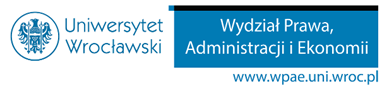 Uniwersytet
Wrocławski
Wydział Prawa,
Administracji i Ekonomii
www.wpae.uni.wroc.pl